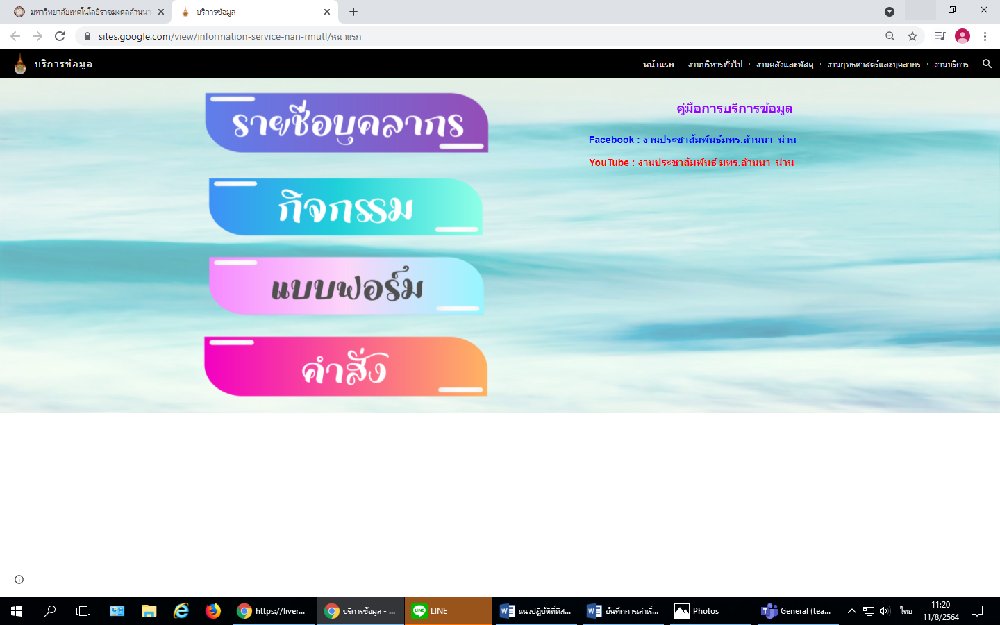 มหาวิทยาลัยเทคโนโลยีราชมงคลล้านนา
บริการข้อมูล
sites.google.com/view/information-service-nan-rmutl/หน้าแรก
บริการข้อมูล
หน้าแรก
งานบริหารทั่วไป
งานคลังและพัสดุ
งานยุทธศาสตร์และบุคลากร
งานบริการ
รายชื่อบุคลากร
คู่มือการบริการข้อมูล
Facebook : งานประชาสัมพันธ์มทร.ล้านนา น่าน
YouTube : งานประชาสัมพันธ์ มทร.ล้านนา น่าน
กิจกรรม
แบบฟอร์ม
คำสั่ง
https://liver...
บริการข้อมูล - ...
LINE
แนวปฏิบัติที่ดีส...
บันทึกการเล่าเรื่...
Photos
General (tea...
ไทย
11:20
11/8/2564